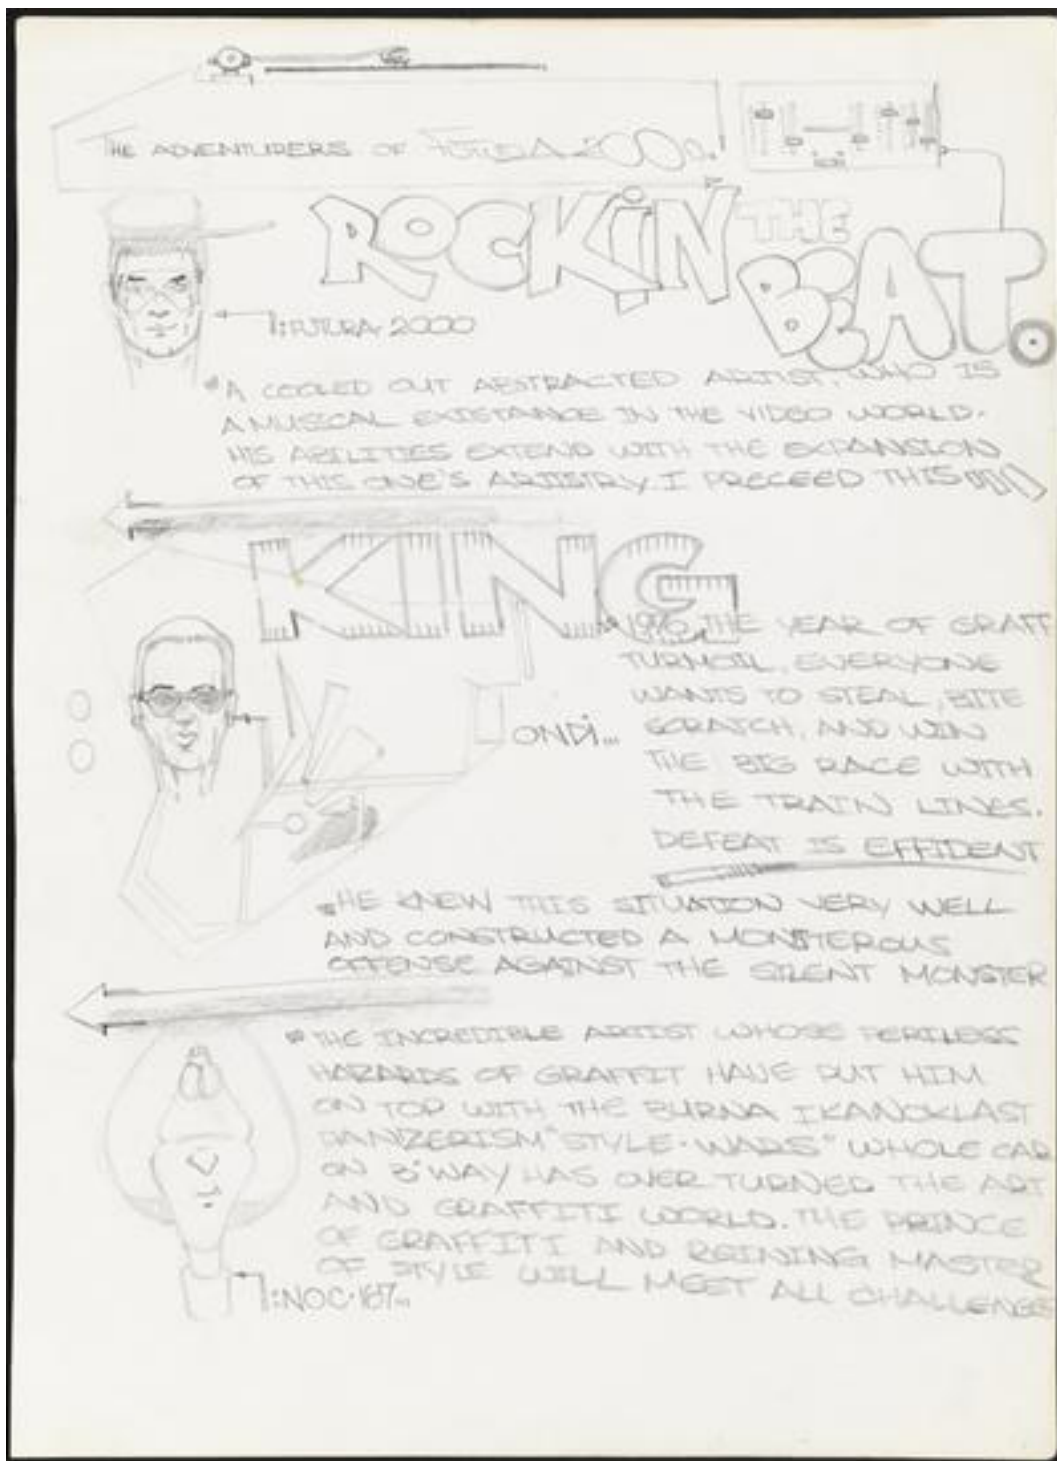 THE ADVENTURERS OF FUTURA 2000.
ROCKIN' THE BEAT.
1:FUTURA 2000
A COOLED OUT ABSTRACTED ARTIST, WHO IS
A MUSICAL EXISTANCE IN THE VIDEO WORLD.
HIS ABILITIES EXTEND WITH THE EXPANSION
OF THIS ONE'S ARTISTRY. I PRECEED THIS
KING
THE YEAR OF GRAFF
TURMOIL, EVERYONE
WANTS TO STEAL, BITE
ONDI... SCRATCH, AND WIN
THE BIG RACE WITH
THE TRAIN LINES.
DEFEAT IS EFFIDENT
HE KNEW THIS SITUATION VERY WELL
AND CONSTRUCTED A MONSTEROUS
OFFENSE AGAINST THE SILENT MONSTER
THE INCREDIBLE ARTIST WHOSE PERILESS
HAZARDS OF GRAFFIT HAVE PUT HIM
ON TOP WITH THE BURNA IKANOKLAST
PANZERISM "STYLE·WARS" WHOLE CAR
ON B'WAY HAS OVER TURNED THE ART
AND GRAFFITI WORLD. THE PRINCE
OF GRAFFITI AND REINING MASTER
OF STYLE WILL MEET ALL CHALLENGES
1:NOC·167...